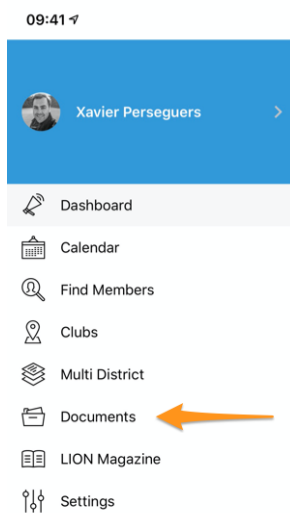 09:41
Xavier Perseguers
Dashboard
Calendar
Find Members
Clubs
Multi District
Documents
LION Magazine
Settings